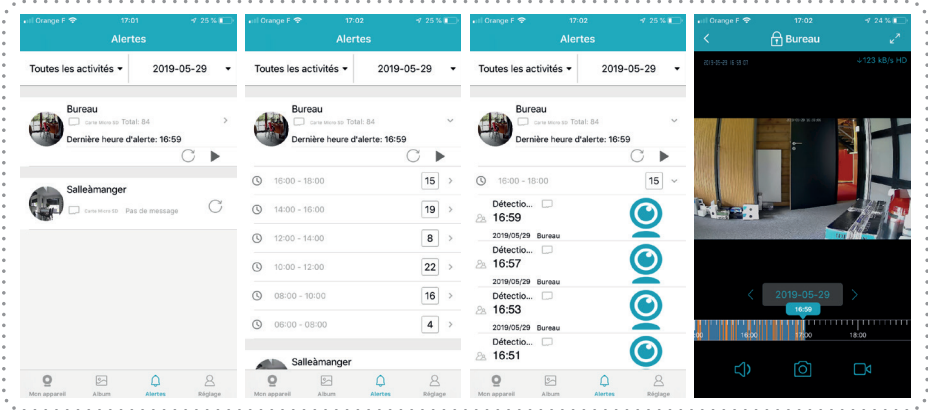 Orange F 17:01 25 %
Alertes
Toutes les activités 2019-05-29
Bureau
Carte Micro SD Total: 84
Dernière heure d'alerte: 16:59
Salleàmanger
Carte Micro SD Pas de message
Mon appareil Album Alertes Réglage
Orange F 17:02 25 %
Alertes
Toutes les activités 2019-05-29
Bureau
Carte Micro SD Total: 84
Dernière heure d'alerte: 16:59
16:00 - 18:00 15
14:00 - 16:00 19
12:00 - 14:00 8
10:00 - 12:00 22
08:00 - 10:00 16
06:00 - 08:00 4
Salleàmanger
Mon appareil Album Alertes Réglage
Orange F 17:02 25 %
Alertes
Toutes les activités 2019-05-29
Bureau
Carte Micro SD Total: 84
Dernière heure d'alerte: 16:59
16:00 - 18:00 15
Détectio...
16:59
2019/05/29 Bureau
Détectio...
16:57
2019/05/29 Bureau
Détectio...
16:53
2019/05/29 Bureau
Détectio...
16:51
Mon appareil Album Alertes Réglage
Orange F 17:02 24 %
Bureau
↓123 kB/s HD
2019-05-29
16:59
:00 16:00 17:00 18:00